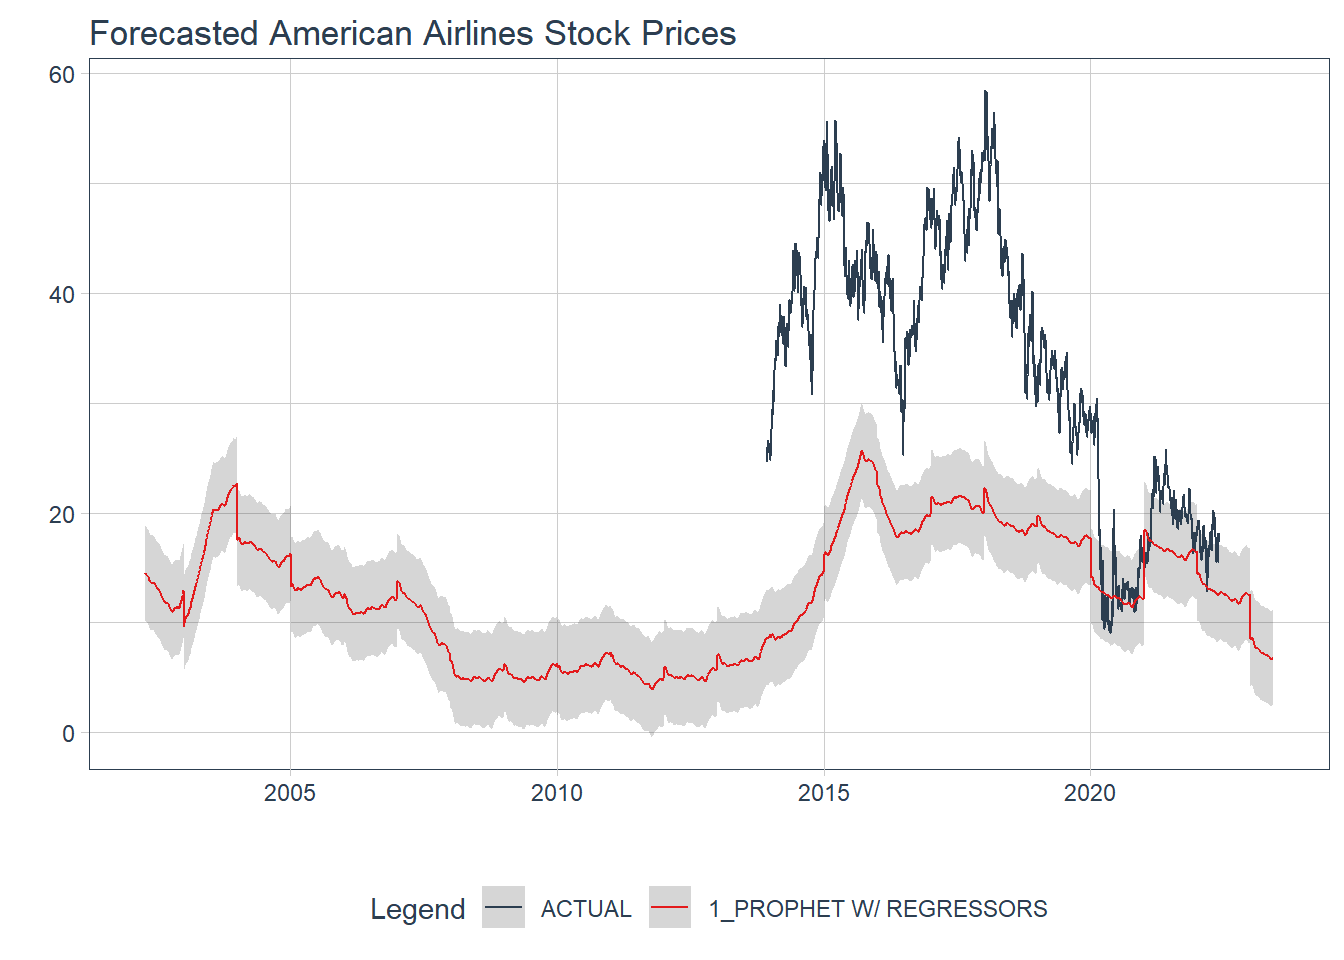 Forecasted American Airlines Stock Prices
60
40
20
0
2005 2010 2015 2020
Legend ACTUAL 1_PROPHET W/ REGRESSORS